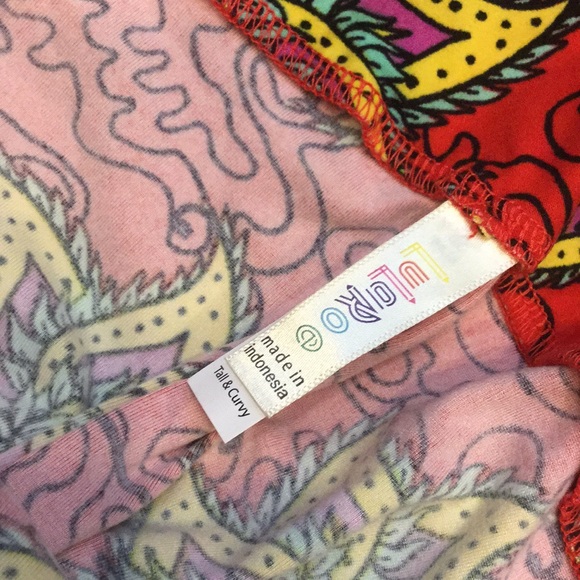 LuLaRoe
made in
indonesia
Tall & Curvy